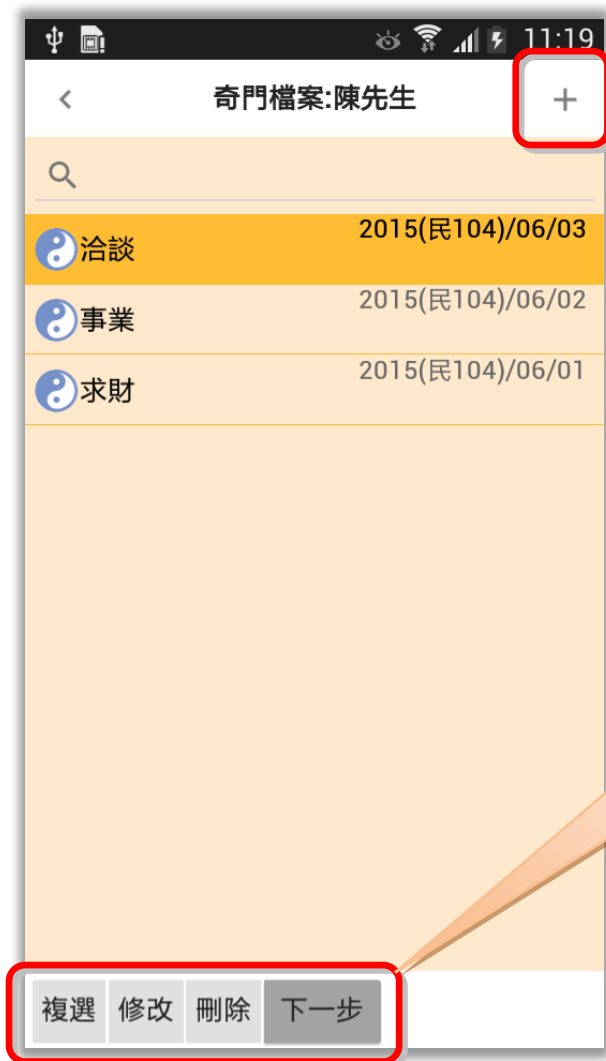 11:19
奇門檔案:陳先生
洽談 2015(民104)/06/03
事業 2015(民104)/06/02
求財 2015(民104)/06/01
複選 修改 刪除 下一步